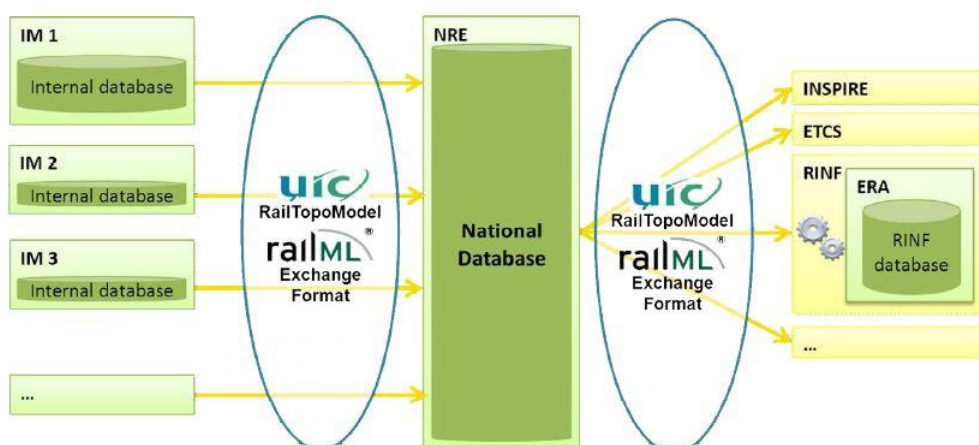 IM 1
Internal database
IM 2
Internal database
IM 3
Internal database
...
UIC
RailTopoModel
railML®
Exchange
Format
NRE
National
Database
UIC
RailTopoModel
railML®
Exchange
Format
INSPIRE
ETCS
RINF
ERA
RINF
database
...